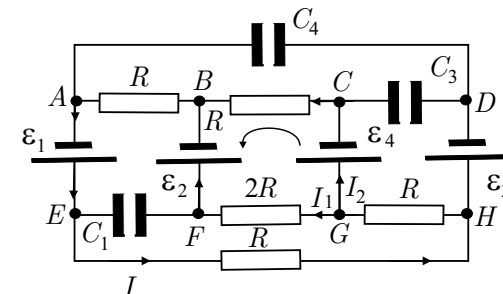 C₄
A R B C C₃ D
ε₁ R ε₄
ε₂ ε
E C₁ 2R I₁ I₂ R H
F G
R
I